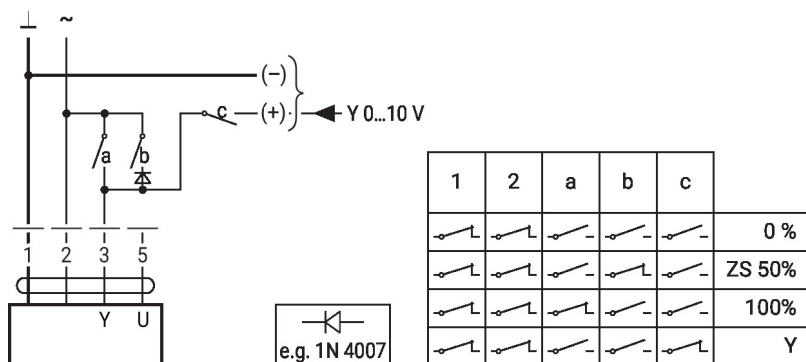 ⊥ ~
(–)
c (+) Y 0...10 V
a b
1 2 3 5
Y U
e.g. 1N 4007
1 2 a b c
0 %
ZS 50%
100%
Y